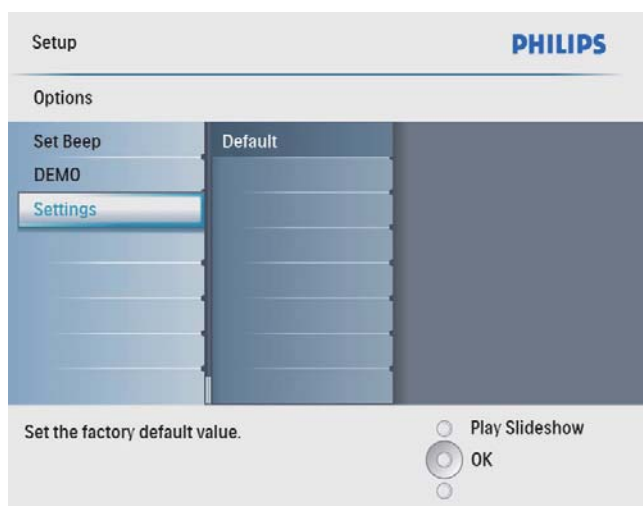 Setup
PHILIPS
Options
Set Beep
Default
DEMO
Settings
Set the factory default value.
Play Slideshow
OK